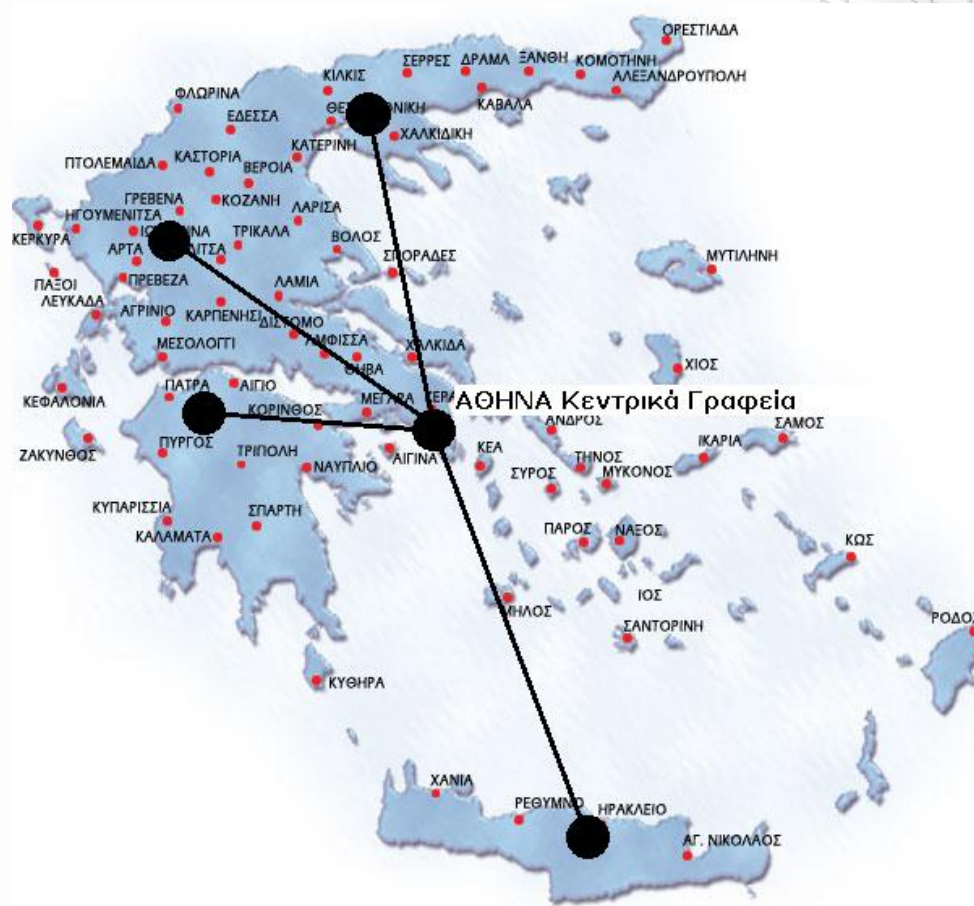 ΟΡΕΣΤΙΑΔΑ
ΣΕΡΡΕΣ
ΔΡΑΜΑ
ΞΑΝΘΗ
ΚΟΜΟΤΗΝΗ
ΑΛΕΞΑΝΔΡΟΥΠΟΛΗ
ΚΙΛΚΙΣ
ΦΛΩΡΙΝΑ
ΚΑΒΑΛΑ
ΕΔΕΣΣΑ
ΧΑΛΚΙΔΙΚΗ
ΚΑΤΕΡΙΝΗ
ΠΤΟΛΕΜΑΙΔΑ
ΚΑΣΤΟΡΙΑ
ΒΕΡΟΙΑ
ΓΡΕΒΕΝΑ
ΚΟΖΑΝΗ
ΗΓΟΥΜΕΝΙΤΣΑ
ΛΑΡΙΣΑ
ΚΕΡΚΥΡΑ
ΤΡΙΚΑΛΑ
ΒΟΛΟΣ
ΑΡΤΑ
ΣΠΟΡΑΔΕΣ
ΜΥΤΙΛΗΝΗ
ΠΑΞΟΙ
ΠΡΕΒΕΖΑ
ΛΕΥΚΑΔΑ
ΛΑΜΙΑ
ΑΓΡΙΝΙΟ
ΚΑΡΠΕΝΗΣΙ
ΔΙΣΤΟΜΟ
ΑΜΦΙΣΣΑ
ΜΕΣΟΛΟΓΓΙ
ΧΑΛΚΙΔΑ
ΘΗΒΑ
ΧΙΟΣ
ΠΑΤΡΑ
ΑΙΓΙΟ
ΚΕΦΑΛΟΝΙΑ
ΜΕΓΑΡΑ
ΑΘΗΝΑ Κεντρικά Γραφεία
ΚΟΡΙΝΘΟΣ
ΑΝΔΡΟΣ
ΣΑΜΟΣ
ΙΚΑΡΙΑ
ΠΥΡΓΟΣ
ΖΑΚΥΝΘΟΣ
ΤΡΙΠΟΛΗ
ΑΙΓΙΝΑ
ΚΕΑ
ΤΗΝΟΣ
ΝΑΥΠΛΙΟ
ΣΥΡΟΣ
ΜΥΚΟΝΟΣ
ΚΥΠΑΡΙΣΣΙΑ
ΣΠΑΡΤΗ
ΚΑΛΑΜΑΤΑ
ΠΑΡΟΣ
ΝΑΞΟΣ
ΚΩΣ
ΙΟΣ
ΜΗΛΟΣ
ΣΑΝΤΟΡΙΝΗ
ΡΟΔΟΣ
ΚΥΘΗΡΑ
ΧΑΝΙΑ
ΡΕΘΥΜΝΟ
ΗΡΑΚΛΕΙΟ
ΑΓ. ΝΙΚΟΛΑΟΣ